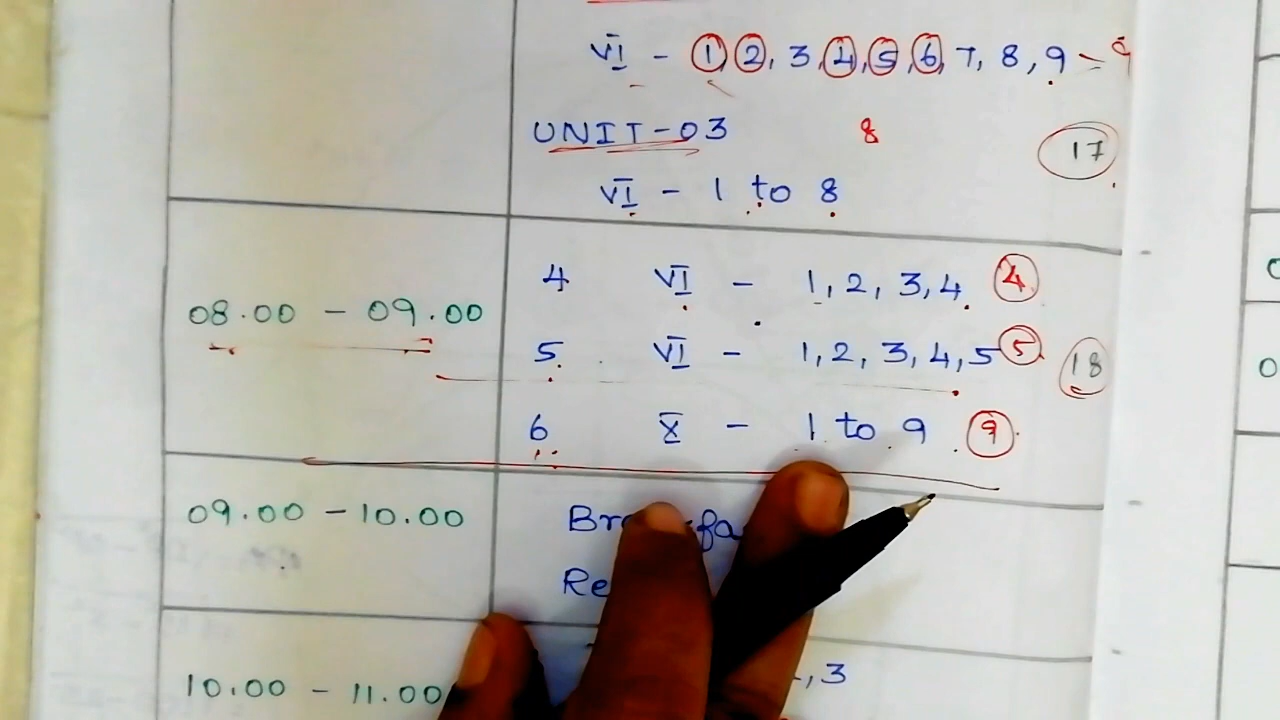 VI - 1, 2, 3, 4, 5, 6, 7, 8, 9 - 9
UNIT-03 8
17
VI - 1 to 8
08.00 - 09.00
4 VI - 1, 2, 3, 4 4
5 VI - 1, 2, 3, 4, 5 5
18
6 X - 1 to 9 9
09.00 - 10.00
10.00 - 11.00
, 3